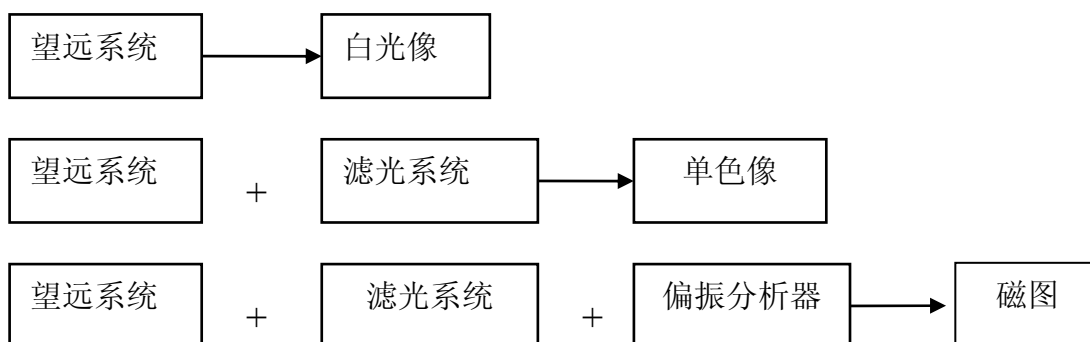 望远系统 白光像
望远系统 + 滤光系统 单色像
望远系统 + 滤光系统 + 偏振分析器 磁图